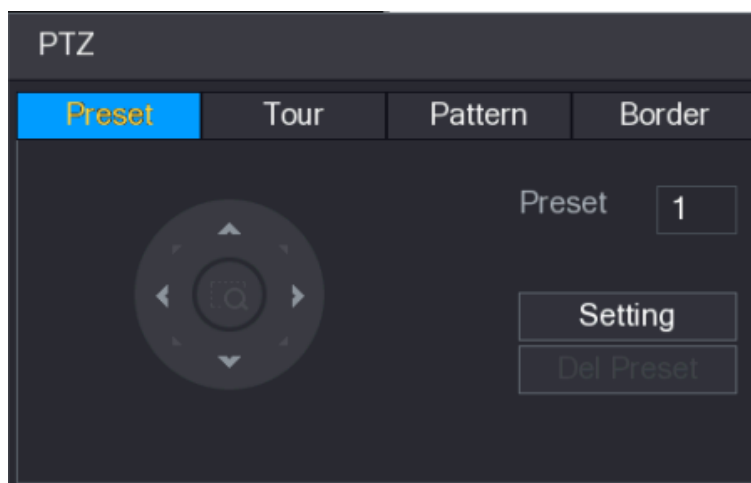 PTZ
Preset Tour Pattern Border
Preset 1
Setting
Del Preset